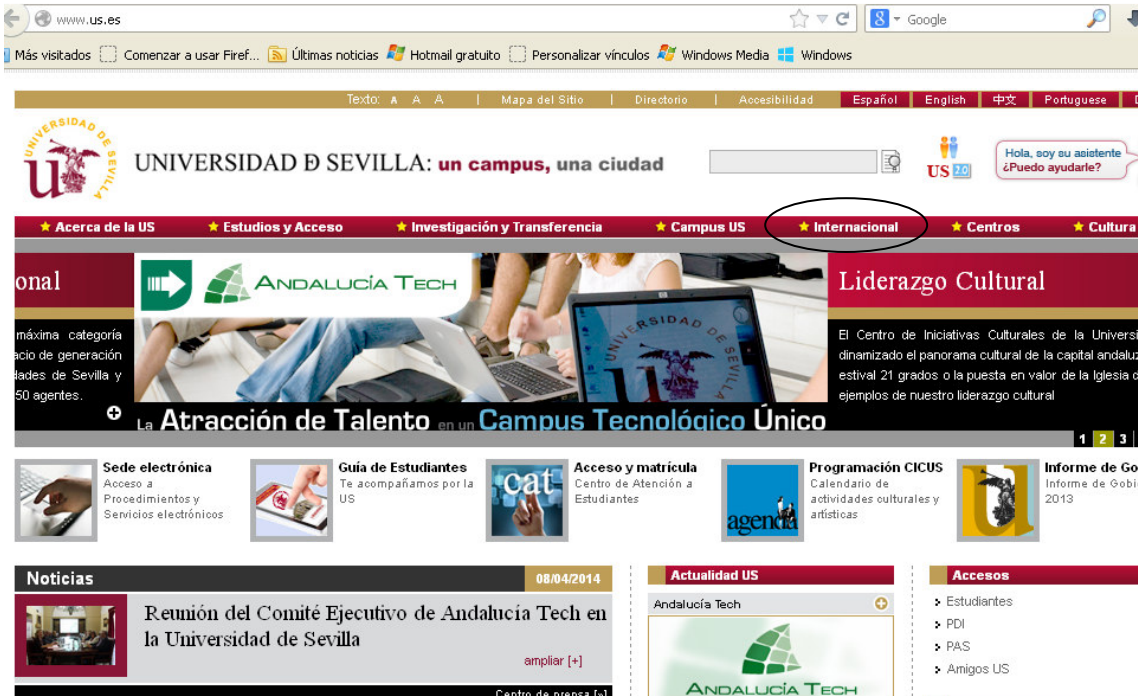 www.us.es
Google
Más visitados Comenzar a usar Firef... Últimas noticias Hotmail gratuito Personalizar vínculos Windows Media Windows
Texto: A A A | Mapa del Sitio | Directorio | Accesibilidad Español English 中文 Portuguese
UNIVERSIDAD DE SEVILLA
UNIVERSIDAD Đ SEVILLA: un campus, una ciudad
US 2.0
Hola, soy su asistente
¿Puedo ayudarle?
Acerca de la US Estudios y Acceso Investigación y Transferencia Campus US Internacional Centros Cultura
onal
máxima categoría
acio de generación
dades de Sevilla y
50 agentes.
ANDALUCÍA TECH
UNIVERSIDAD DE SEVILLA
La Atracción de Talento en un Campus Tecnológico Único
Liderazgo Cultural
El Centro de Iniciativas Culturales de la Universi
dinamizado el panorama cultural de la capital andaluz
estival 21 grados o la puesta en valor de la Iglesia d
ejemplos de nuestro liderazgo cultural
1 2 3
Sede electrónica
Acceso a
Procedimientos y
Servicios electrónicos
Guía de Estudiantes
Te acompañamos por la
US
cat
Acceso y matrícula
Centro de Atención a
Estudiantes
agenda
Programación CICUS
Calendario de
actividades culturales y
artísticas
Informe de Go
Informe de Gobi
2013
Noticias 08/04/2014
Reunión del Comité Ejecutivo de Andalucía Tech en
la Universidad de Sevilla
ampliar [+]
Centro de prensa [»]
Actualidad US
Andalucía Tech
ANDALUCÍA TECH
Accesos
Estudiantes
PDI
PAS
Amigos US